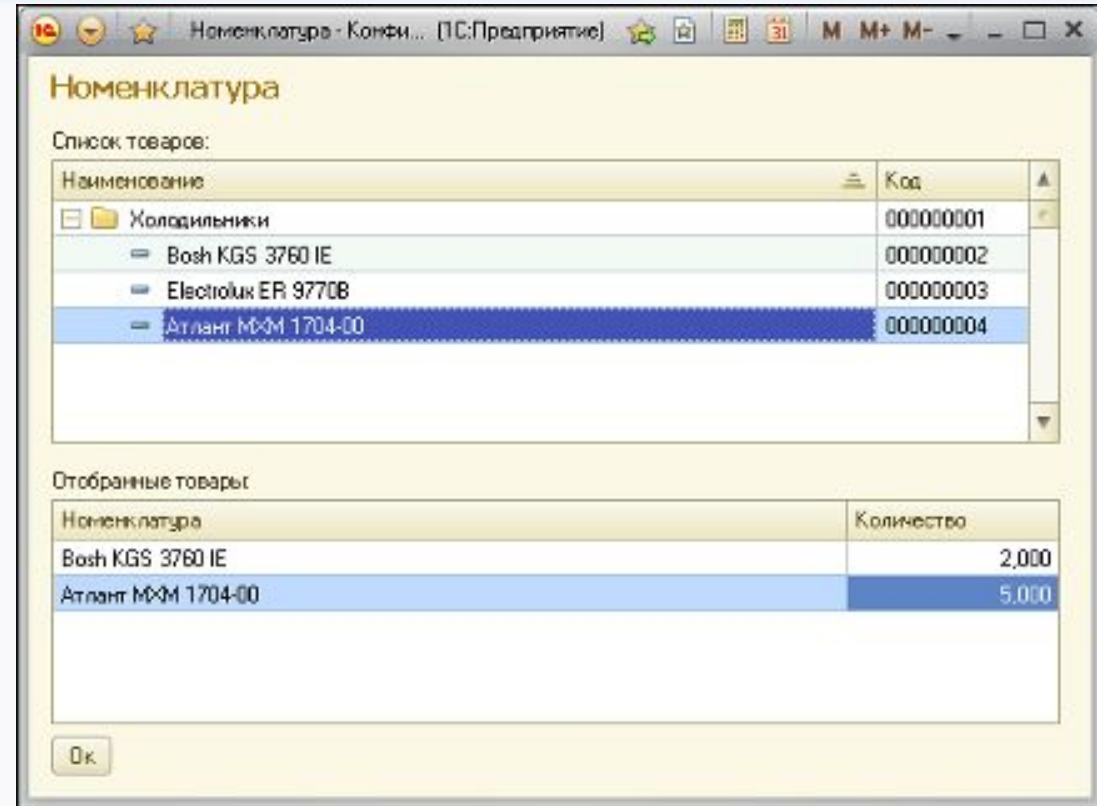 Номенклатура - Конфи... (1С:Предприятие) 31 M M+ M-
Номенклатура
Список товаров:
Наименование Код
Холодильники 000000001
Bosh KGS 3760 IE 000000002
Electrolux ER 9770B 000000003
Атлант МХМ 1704-00 000000004
Отобранные товары:
Номенклатура Количество
Bosh KGS 3760 IE 2,000
Атлант МХМ 1704-00 5,000
Ок